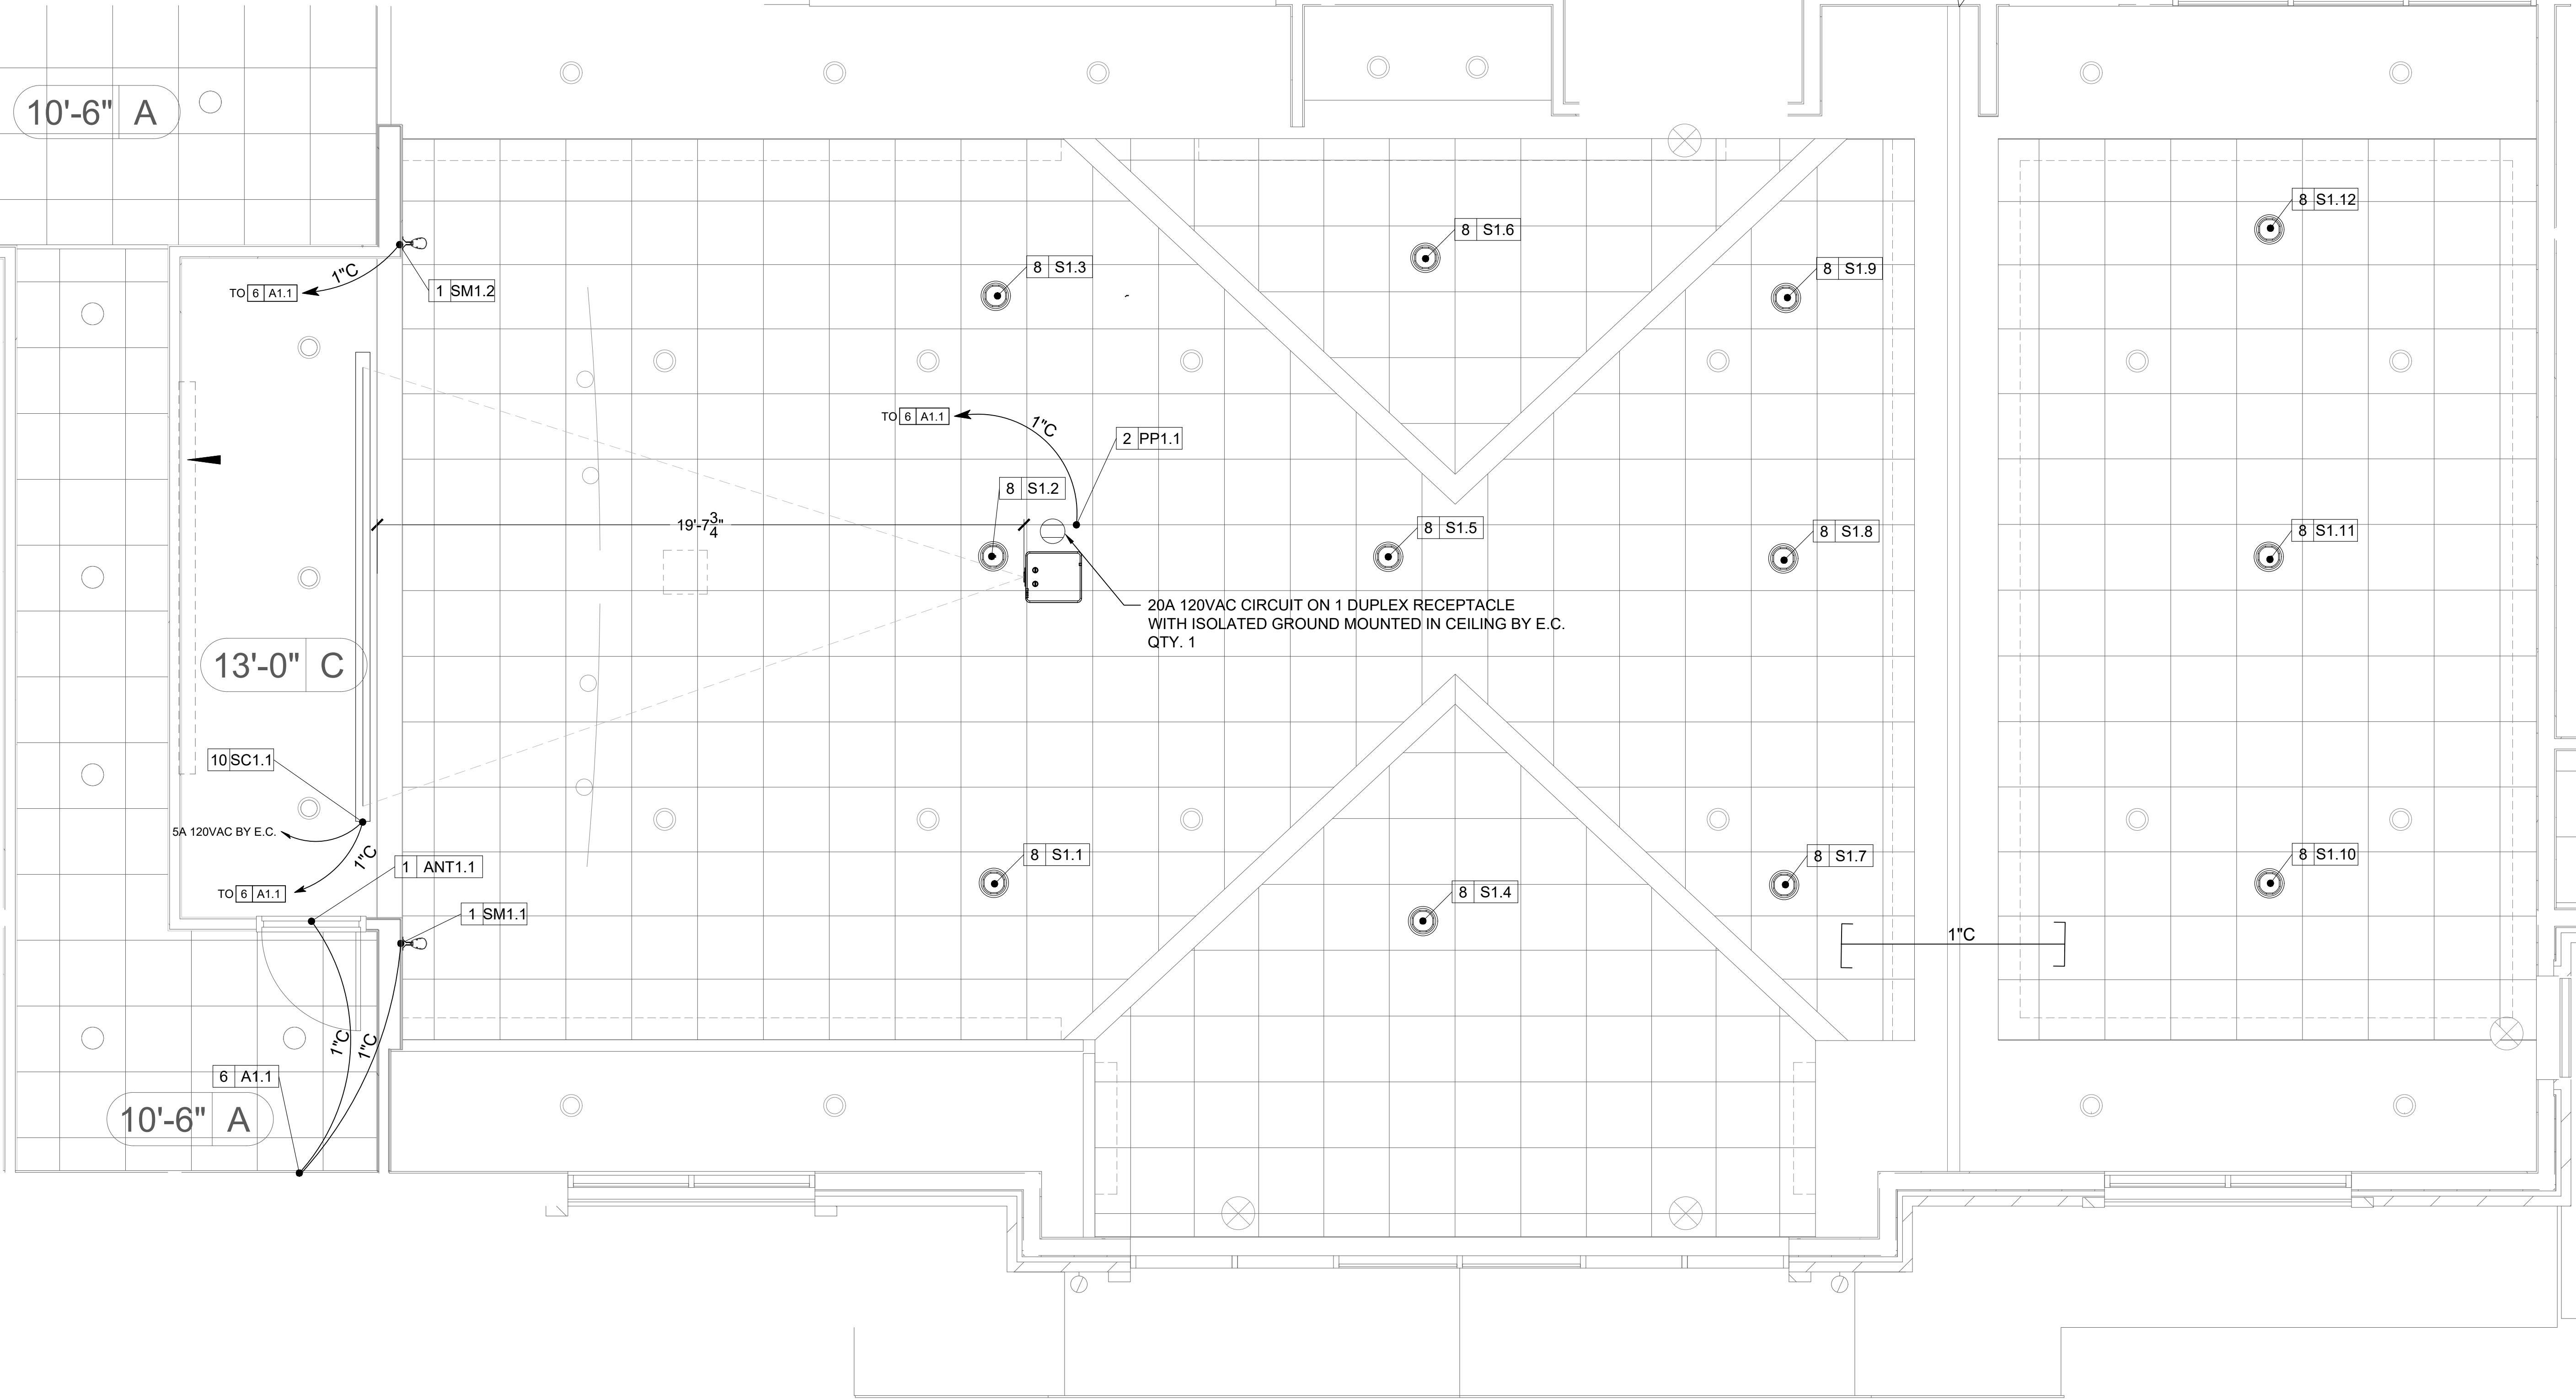 10'-6" A
8 S1.12
8 S1.6
8 S1.3
8 S1.9
1"C
TO 6 A1.1
1 SM1.2
TO 6 A1.1
1"C
2 PP1.1
8 S1.2
19'-7 3/4"
8 S1.5
8 S1.8
8 S1.11
20A 120VAC CIRCUIT ON 1 DUPLEX RECEPTACLE
WITH ISOLATED GROUND MOUNTED IN CEILING BY E.C.
QTY. 1
13'-0" C
10 SC1.1
5A 120VAC BY E.C.
1"C
1 ANT1.1
TO 6 A1.1
8 S1.1
8 S1.7
8 S1.10
8 S1.4
1 SM1.1
1"C
1"C
1"C
6 A1.1
10'-6" A